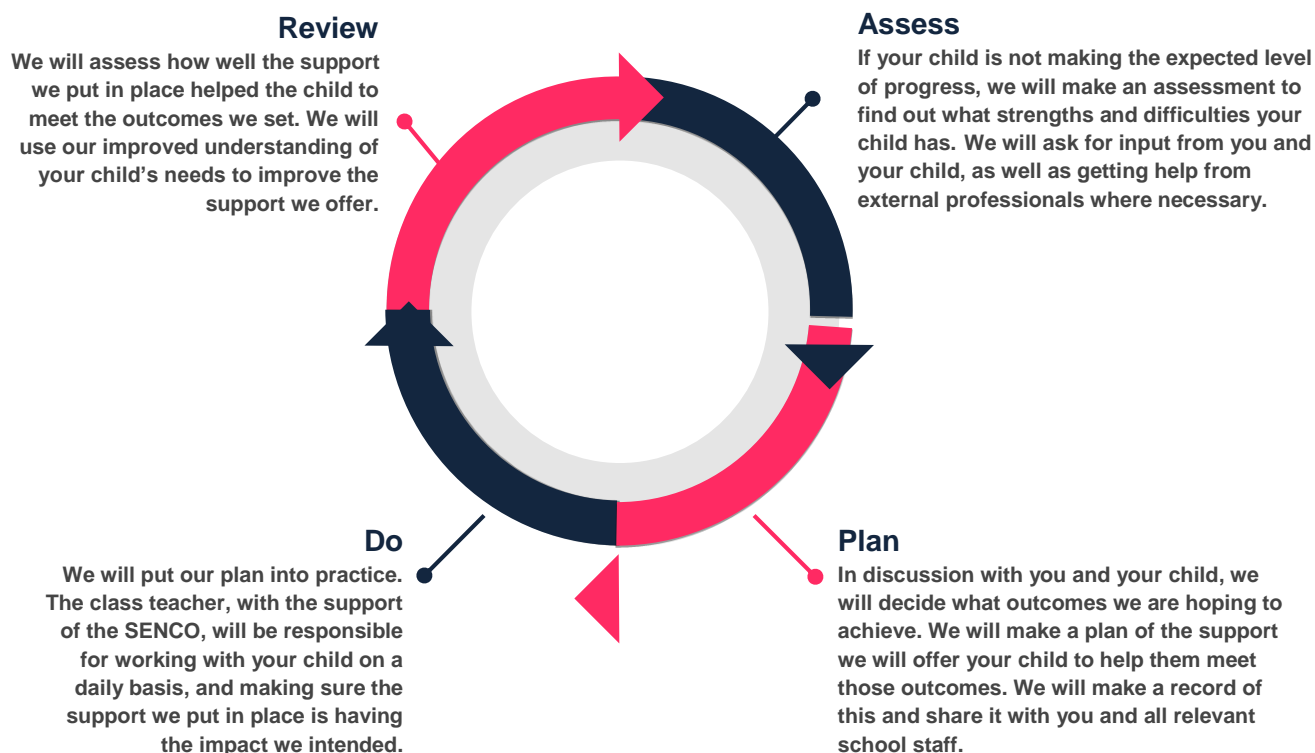 Review
We will assess how well the support
we put in place helped the child to
meet the outcomes we set. We will
use our improved understanding of
your child’s needs to improve the
support we offer.
Assess
If your child is not making the expected level
of progress, we will make an assessment to
find out what strengths and difficulties your
child has. We will ask for input from you and
your child, as well as getting help from
external professionals where necessary.
Do
We will put our plan into practice.
The class teacher, with the support
of the SENCO, will be responsible
for working with your child on a
daily basis, and making sure the
support we put in place is having
the impact we intended.
Plan
In discussion with you and your child, we
will decide what outcomes we are hoping to
achieve. We will make a plan of the support
we will offer your child to help them meet
those outcomes. We will make a record of
this and share it with you and all relevant
school staff.